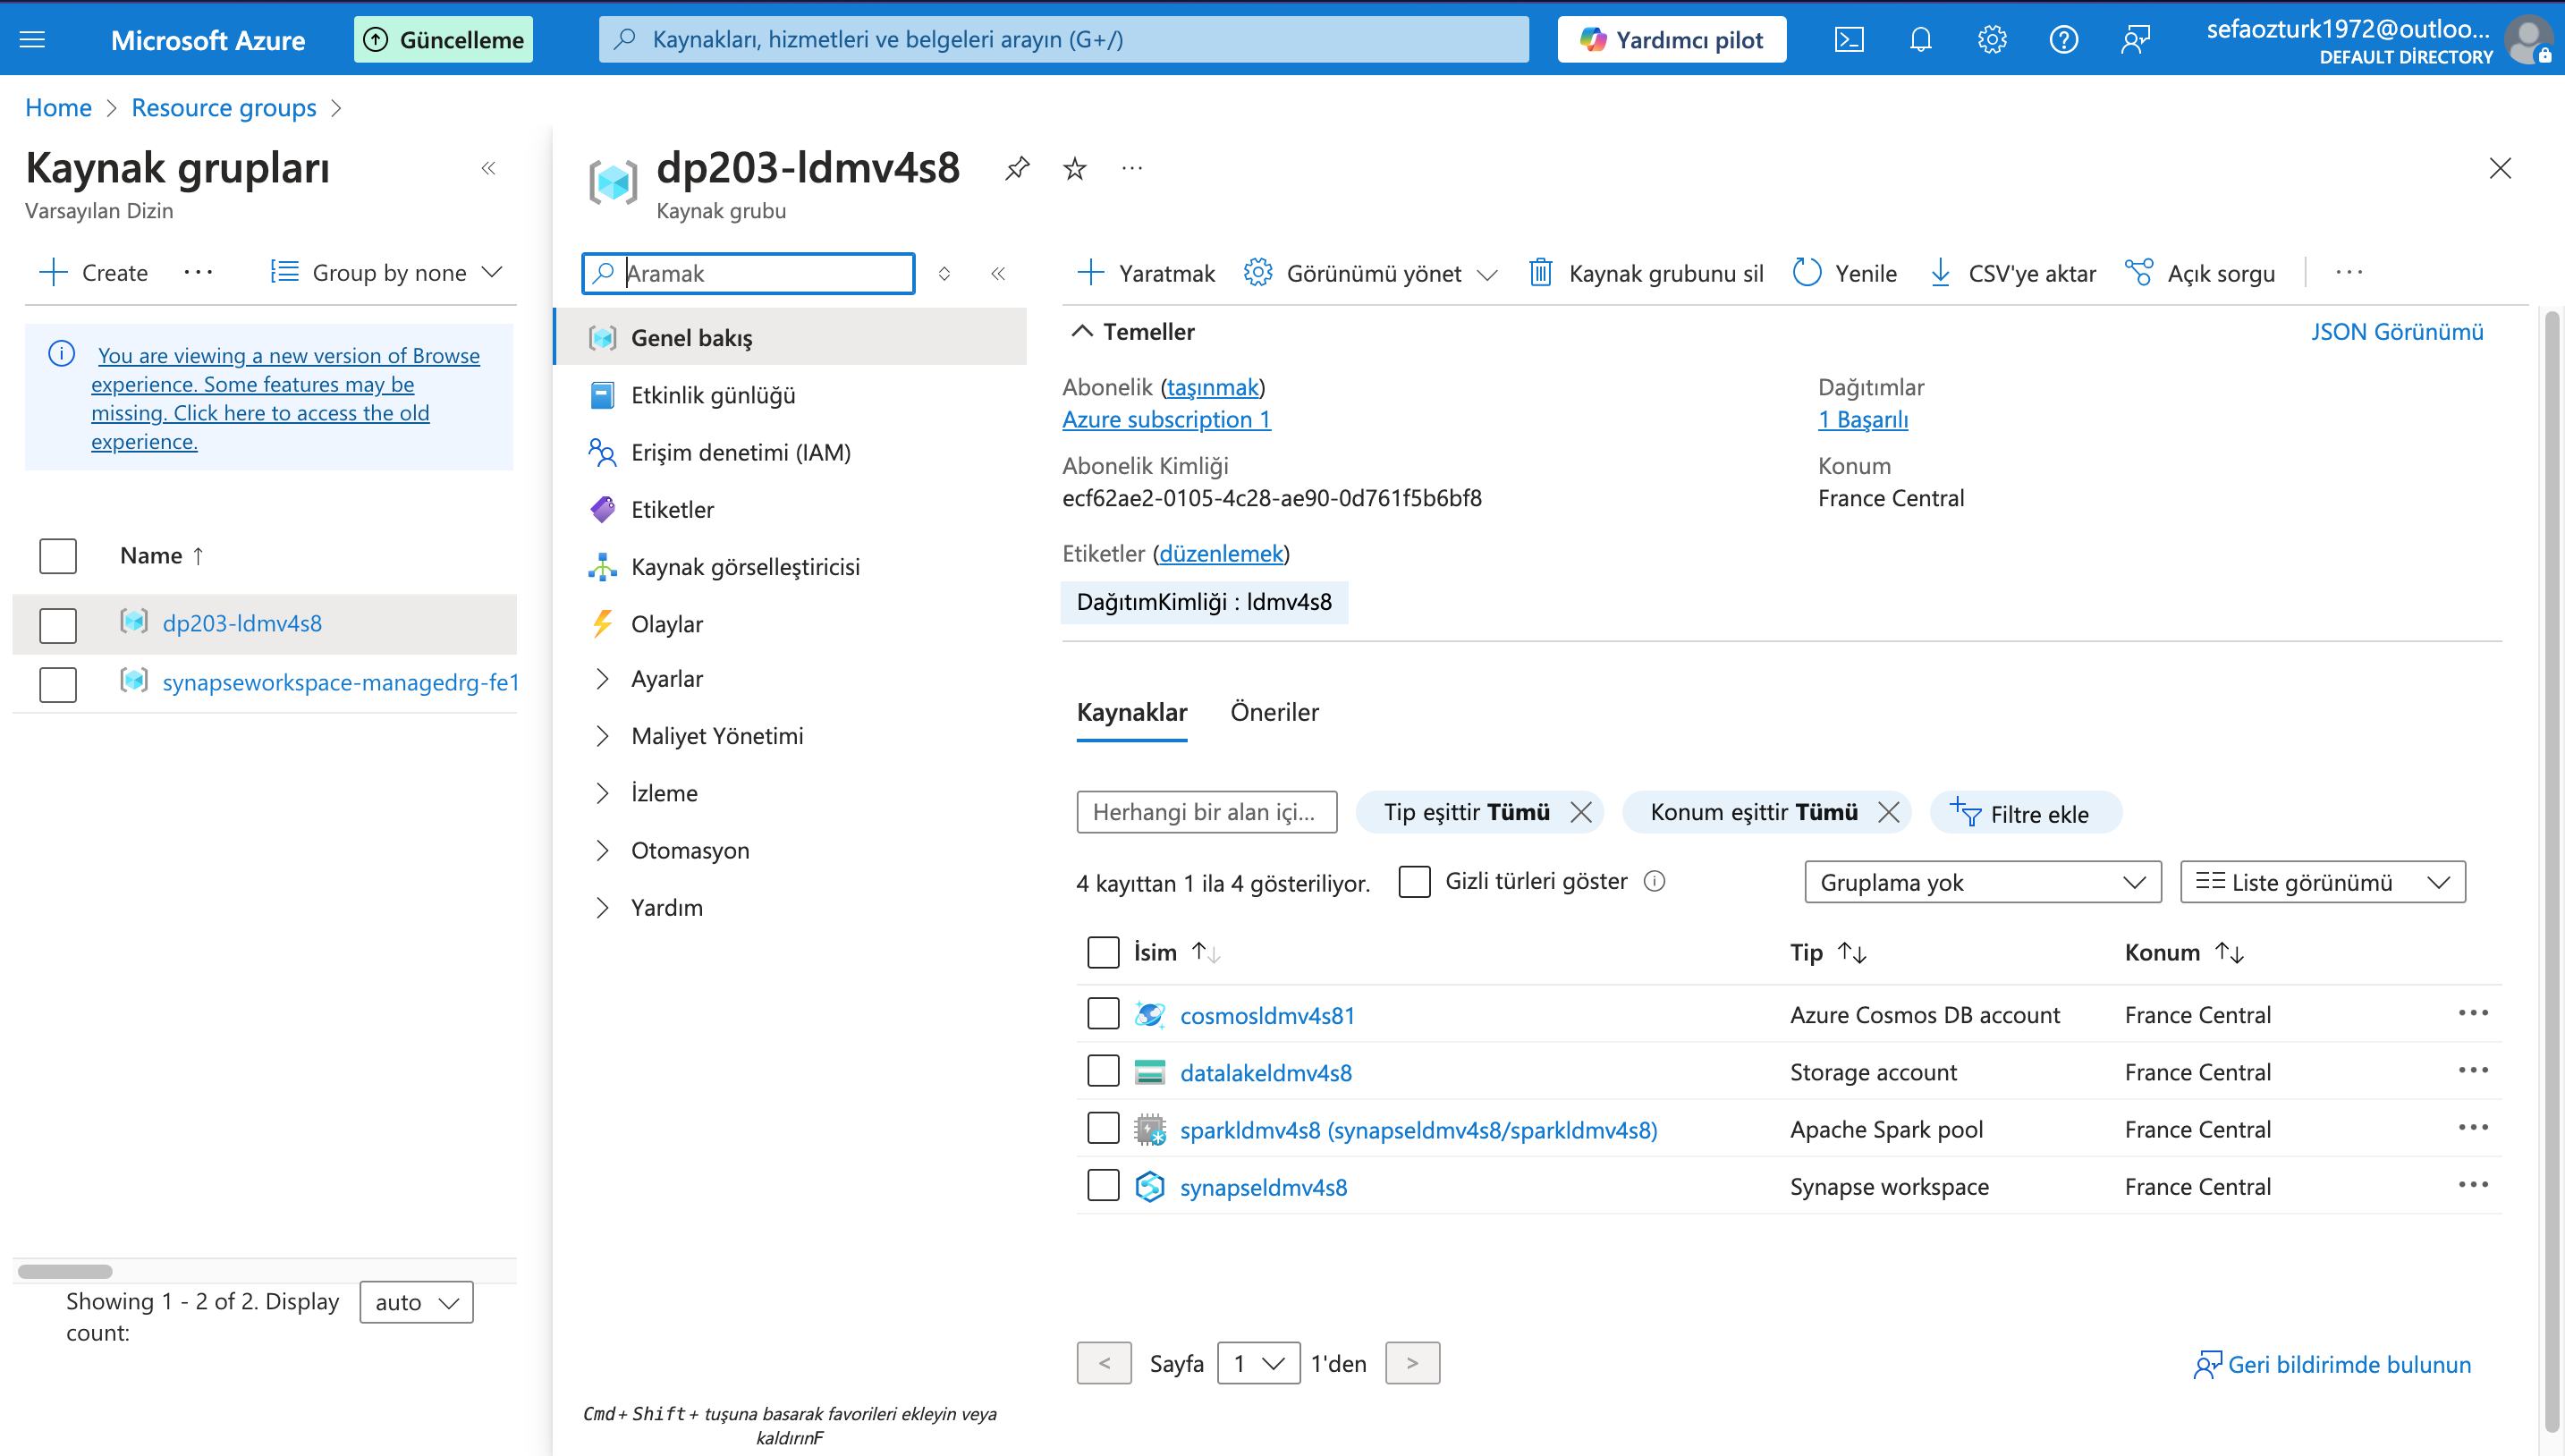 Microsoft Azure
Güncelleme
Kaynakları, hizmetleri ve belgeleri arayın (G+/)
Yardımcı pilot
sefaozturk1972@outloo...
DEFAULT DİRECTORY
Home > Resource groups >
Kaynak grupları
Varsayılan Dizin
Create
Group by none
You are viewing a new version of Browse
experience. Some features may be
missing. Click here to access the old
experience.
Name ↑
dp203-ldmv4s8
synapseworkspace-managedrg-fe1
Showing 1 - 2 of 2. Display
count:
auto
dp203-ldmv4s8
Kaynak grubu
Aramak
Genel bakış
Etkinlik günlüğü
Erişim denetimi (IAM)
Etiketler
Kaynak görselleştiricisi
Olaylar
Ayarlar
Maliyet Yönetimi
İzleme
Otomasyon
Yardım
Cmd+ Shift+ tuşuna basarak favorileri ekleyin veya
kaldırınF
Yaratmak
Görünümü yönet
Kaynak grubunu sil
Yenile
CSV'ye aktar
Açık sorgu
Temeller
JSON Görünümü
Abonelik (taşınmak)
Azure subscription 1
Abonelik Kimliği
ecf62ae2-0105-4c28-ae90-0d761f5b6bf8
Dağıtımlar
1 Başarılı
Konum
France Central
Etiketler (düzenlemek)
DağıtımKimliği : ldmv4s8
Kaynaklar
Öneriler
Herhangi bir alan içi...
Tip eşittir Tümü
Konum eşittir Tümü
Filtre ekle
4 kayıttan 1 ila 4 gösteriliyor.
Gizli türleri göster
Gruplama yok
Liste görünümü
İsim ↑↓ Tip ↑↓ Konum ↑↓
cosmosldmv4s81 Azure Cosmos DB account France Central
datalakeldmv4s8 Storage account France Central
sparkldmv4s8 (synapseldmv4s8/sparkldmv4s8) Apache Spark pool France Central
synapseldmv4s8 Synapse workspace France Central
< Sayfa 1 1'den >
Geri bildirimde bulunun